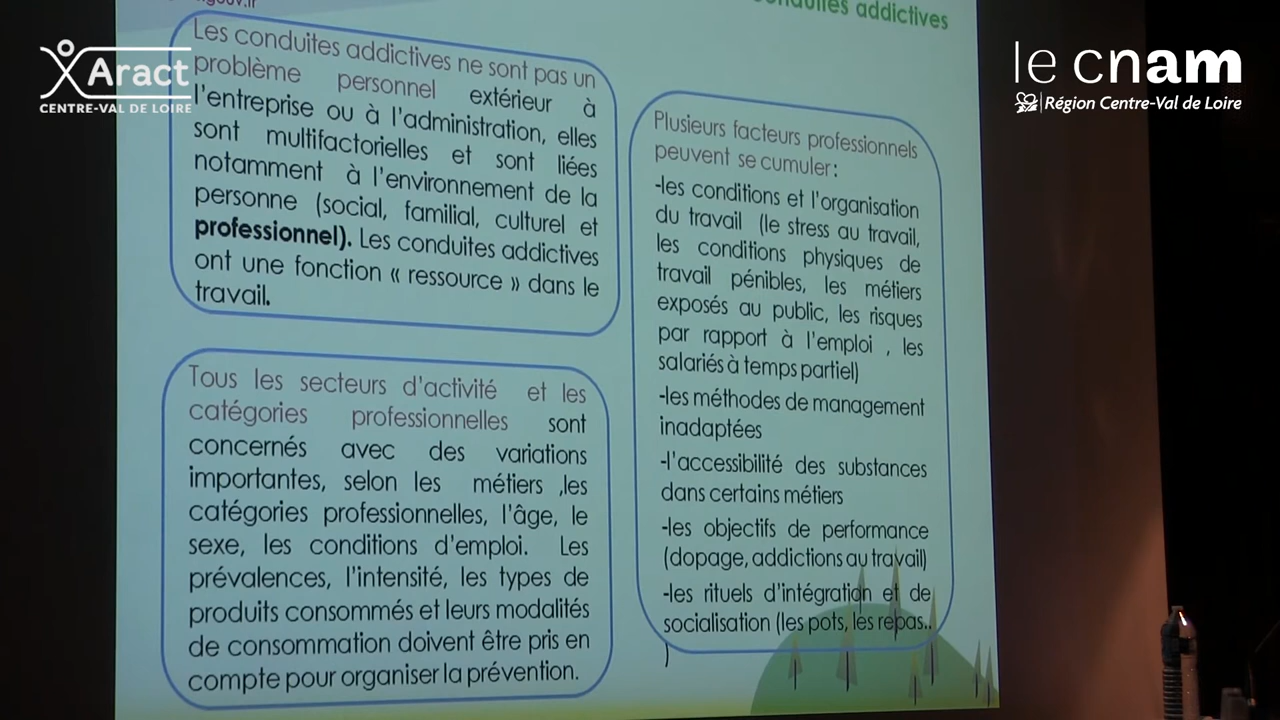 conduites addictives
Aract
CENTRE-VAL DE LOIRE
le cnam
Région Centre-Val de Loire
Les conduites addictives ne sont pas un
problème personnel extérieur à
l'entreprise ou à l'administration, elles
sont multifactorielles et sont liées
notamment à l'environnement de la
personne (social, familial, culturel et
professionnel). Les conduites addictives
ont une fonction « ressource » dans le
travail.
Tous les secteurs d'activité et les
catégories professionnelles sont
concernés avec des variations
importantes, selon les métiers ,les
catégories professionnelles, l'âge, le
sexe, les conditions d'emploi. Les
prévalences, l'intensité, les types de
produits consommés et leurs modalités
de consommation doivent être pris en
compte pour organiser la prévention.
Plusieurs facteurs professionnels
peuvent se cumuler :
-les conditions et l'organisation
du travail (le stress au travail,
les conditions physiques de
travail pénibles, les métiers
exposés au public, les risques
par rapport à l'emploi , les
salariés à temps partiel)
-les méthodes de management
inadaptées
-l'accessibilité des substances
dans certains métiers
-les objectifs de performance
(dopage, addictions au travail)
-les rituels d'intégration et de
socialisation (les pots, les repas..
)